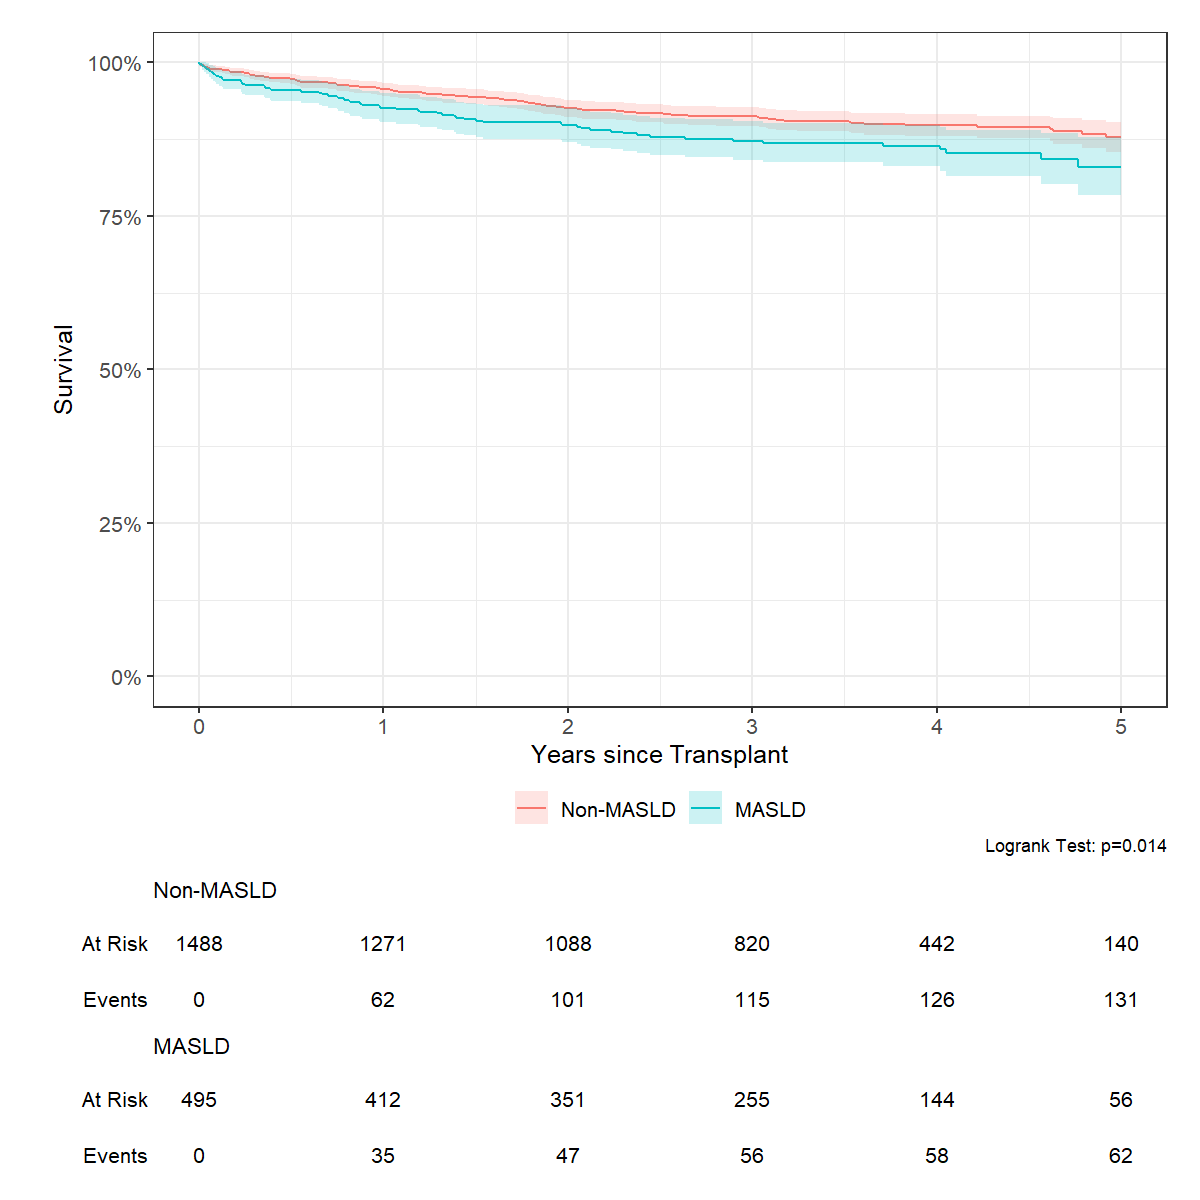 100%
75%
50%
25%
0%
Survival
0 1 2 3 4 5
Years since Transplant
Non-MASLD MASLD
Logrank Test: p=0.014
Non-MASLD
At Risk 1488 1271 1088 820 442 140
Events 0 62 101 115 126 131
MASLD
At Risk 495 412 351 255 144 56
Events 0 35 47 56 58 62